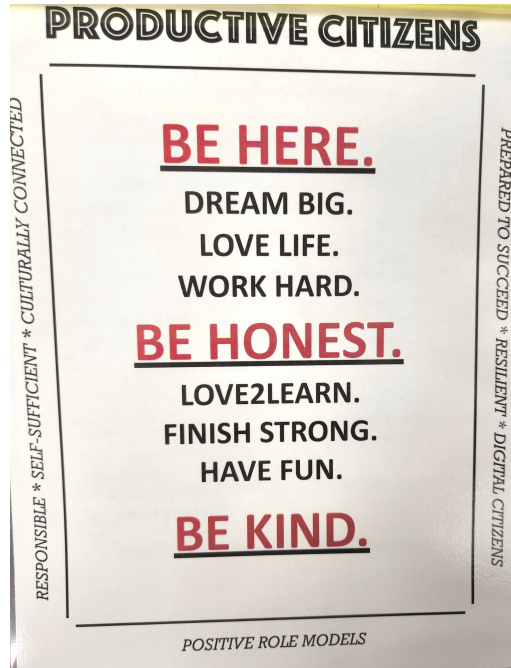 PRODUCTIVE CITIZENS
RESPONSIBLE * SELF-SUFFICIENT * CULTURALLY CONNECTED
BE HERE.
DREAM BIG.
LOVE LIFE.
WORK HARD.
BE HONEST.
LOVE2LEARN.
FINISH STRONG.
HAVE FUN.
BE KIND.
PREPARED TO SUCCEED * RESILIENT * DIGITAL CITIZENS
POSITIVE ROLE MODELS